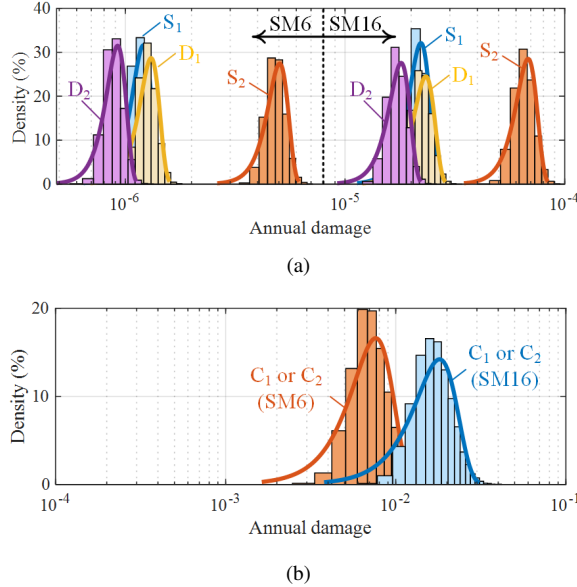 40
30
20
10
0
Density (%)
SM6 SM16
S₁
D₁
D₂
S₂
S₁
D₁
D₂
S₂
10⁻⁶
10⁻⁵
10⁻⁴
Annual damage
(a)
20
10
0
Density (%)
C₁ or C₂
(SM6)
C₁ or C₂
(SM16)
10⁻⁴
10⁻³
10⁻²
10⁻¹
Annual damage
(b)